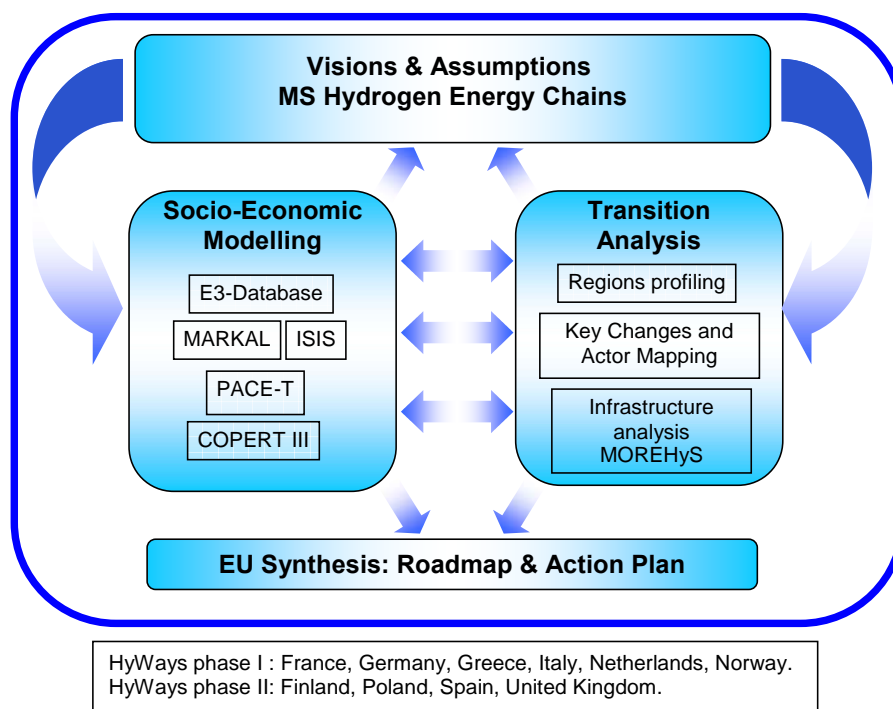 Visions & Assumptions
MS Hydrogen Energy Chains
Socio-Economic
Modelling
E3-Database
MARKAL
ISIS
PACE-T
COPERT III
Transition
Analysis
Regions profiling
Key Changes and
Actor Mapping
Infrastructure
analysis
MOREHyS
EU Synthesis: Roadmap & Action Plan
HyWays phase I : France, Germany, Greece, Italy, Netherlands, Norway.
HyWays phase II: Finland, Poland, Spain, United Kingdom.